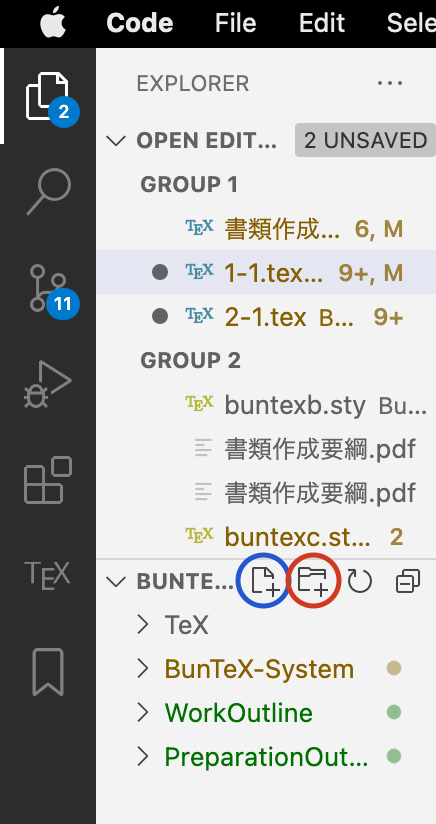 Code File Edit Sele
EXPLORER ...
OPEN EDIT... 2 UNSAVED
GROUP 1
TEX 書類作成... 6, M
TEX 1-1.tex... 9+, M
TEX 2-1.tex B... 9+
GROUP 2
TEX buntexb.sty Bu...
書類作成要綱.pdf
書類作成要綱.pdf
TEX buntexc.st... 2
BUNTE...
TeX
BunTeX-System
WorkOutline
PreparationOut...
2
11
TEX